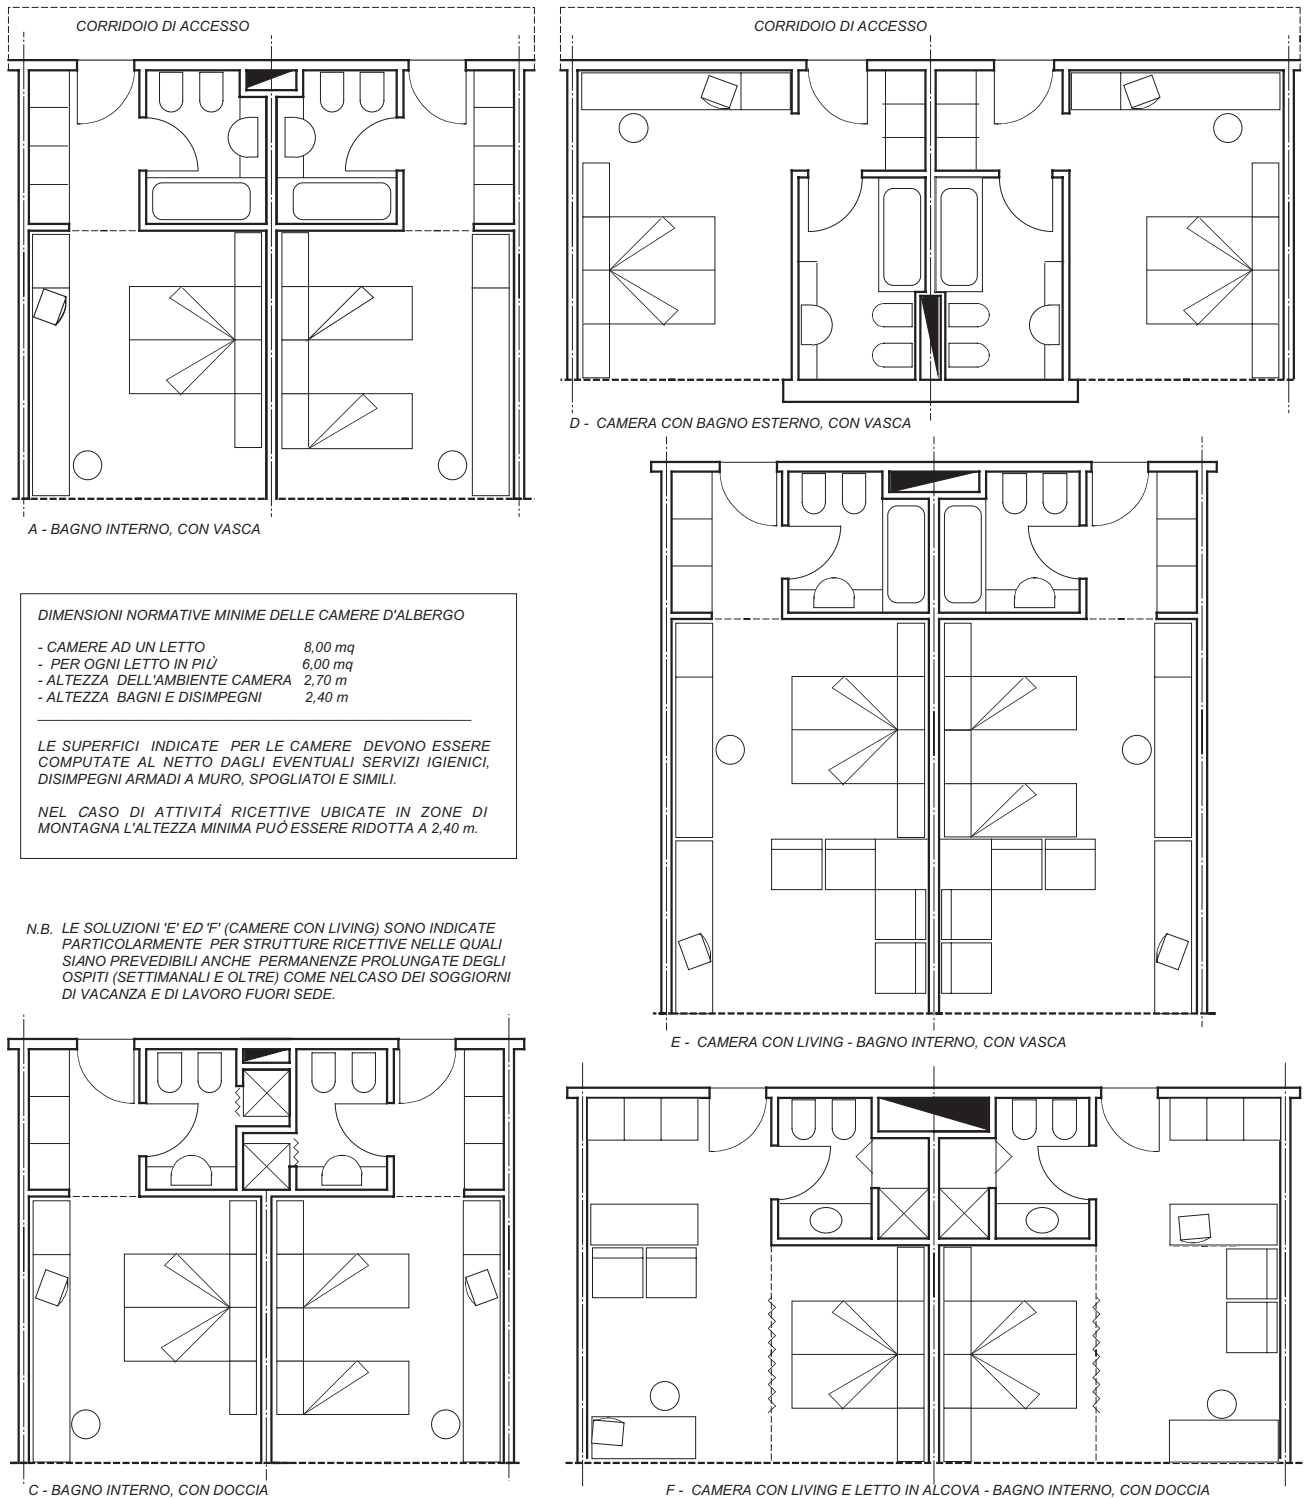 CORRIDOIO DI ACCESSO
CORRIDOIO DI ACCESSO
A - BAGNO INTERNO, CON VASCA
D - CAMERA CON BAGNO ESTERNO, CON VASCA
DIMENSIONI NORMATIVE MINIME DELLE CAMERE D'ALBERGO
- CAMERE AD UN LETTO 8,00 mq
- PER OGNI LETTO IN PIÙ 6,00 mq
- ALTEZZA DELL'AMBIENTE CAMERA 2,70 m
- ALTEZZA BAGNI E DISIMPEGNI 2,40 m
LE SUPERFICI INDICATE PER LE CAMERE DEVONO ESSERE
COMPUTATE AL NETTO DAGLI EVENTUALI SERVIZI IGIENICI,
DISIMPEGNI ARMADI A MURO, SPOGLIATOI E SIMILI.
NEL CASO DI ATTIVITÁ RICETTIVE UBICATE IN ZONE DI
MONTAGNA L'ALTEZZA MINIMA PUÓ ESSERE RIDOTTA A 2,40 m.
N.B. LE SOLUZIONI 'E' ED 'F' (CAMERE CON LIVING) SONO INDICATE
PARTICOLARMENTE PER STRUTTURE RICETTIVE NELLE QUALI
SIANO PREVEDIBILI ANCHE PERMANENZE PROLUNGATE DEGLI
OSPITI (SETTIMANALI E OLTRE) COME NELCASO DEI SOGGIORNI
DI VACANZA E DI LAVORO FUORI SEDE.
E - CAMERA CON LIVING - BAGNO INTERNO, CON VASCA
C - BAGNO INTERNO, CON DOCCIA
F - CAMERA CON LIVING E LETTO IN ALCOVA - BAGNO INTERNO, CON DOCCIA